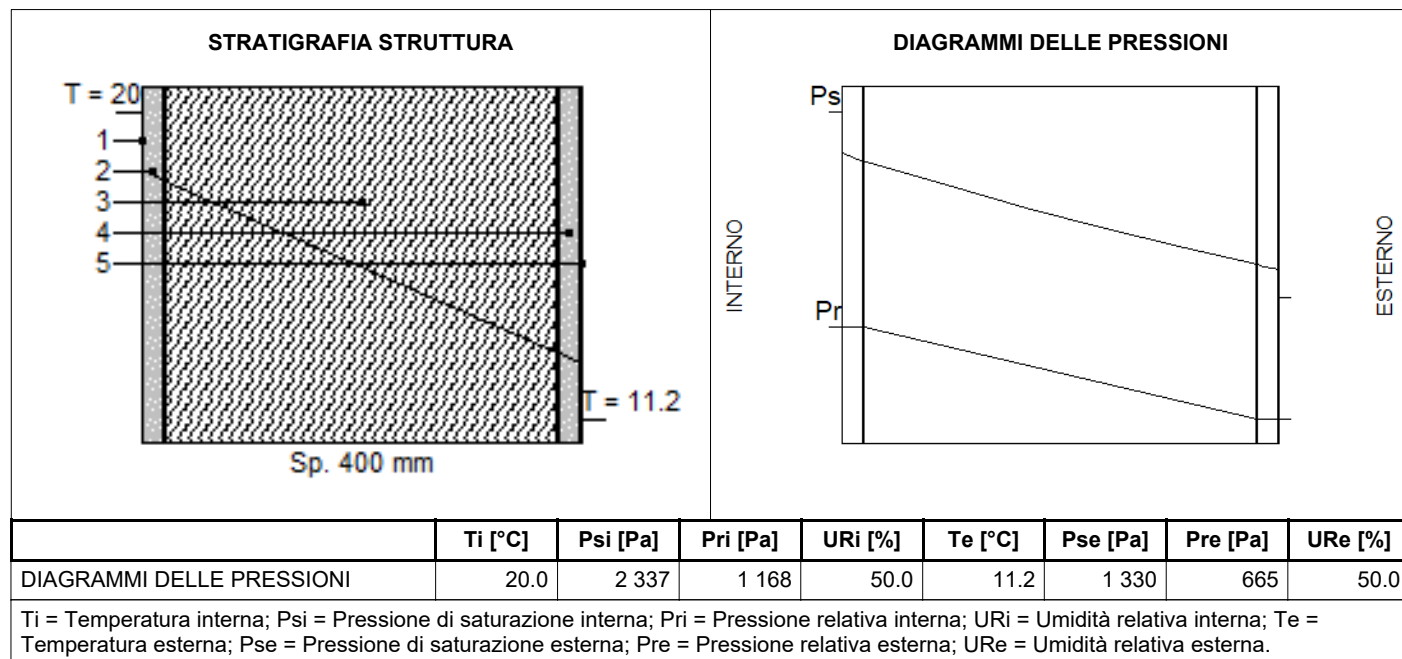 STRATIGRAFIA STRUTTURA
T = 20
1
2
3
4
5
T = 11.2
Sp. 400 mm
DIAGRAMMI DELLE PRESSIONI
Ps
Pr
INTERNO
ESTERNO
Ti [°C] Psi [Pa] Pri [Pa] URi [%] Te [°C] Pse [Pa] Pre [Pa] URe [%]
DIAGRAMMI DELLE PRESSIONI 20.0 2 337 1 168 50.0 11.2 1 330 665 50.0
Ti = Temperatura interna; Psi = Pressione di saturazione interna; Pri = Pressione relativa interna; URi = Umidità relativa interna; Te =
Temperatura esterna; Pse = Pressione di saturazione esterna; Pre = Pressione relativa esterna; URe = Umidità relativa esterna.